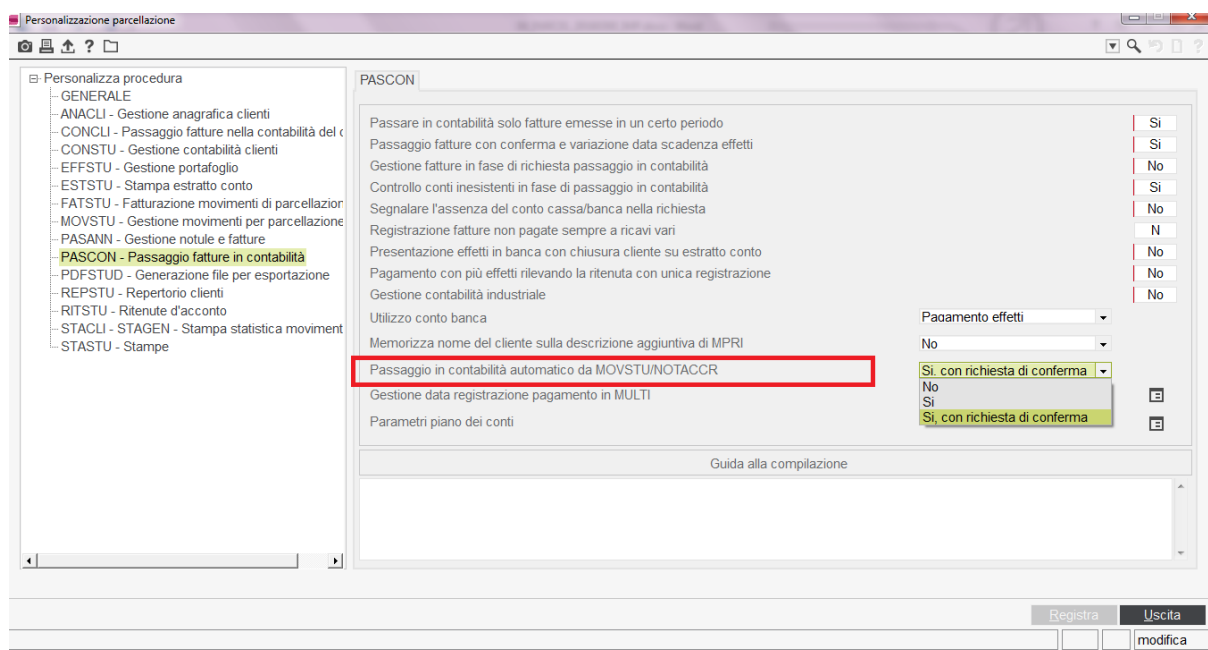 Personalizzazione parcellazione
Personalizza procedura
GENERALE
ANACLI - Gestione anagrafica clienti
CONCLI - Passaggio fatture nella contabilità del c
CONSTU - Gestione contabilità clienti
EFFSTU - Gestione portafoglio
ESTSTU - Stampa estratto conto
FATSTU - Fatturazione movimenti di parcellazion
MOVSTU - Gestione movimenti per parcellazione
PASANN - Gestione notule e fatture
PASCON - Passaggio fatture in contabilità
PDFSTUD - Generazione file per esportazione
REPSTU - Repertorio clienti
RITSTU - Ritenute d'acconto
STACLI - STAGEN - Stampa statistica moviment
STASTU - Stampe
PASCON
Passare in contabilità solo fatture emesse in un certo periodo Si
Passaggio fatture con conferma e variazione data scadenza effetti Si
Gestione fatture in fase di richiesta passaggio in contabilità No
Controllo conti inesistenti in fase di passaggio in contabilità Si
Segnalare l'assenza del conto cassa/banca nella richiesta No
Registrazione fatture non pagate sempre a ricavi vari N
Presentazione effetti in banca con chiusura cliente su estratto conto No
Pagamento con più effetti rilevando la ritenuta con unica registrazione No
Gestione contabilità industriale No
Utilizzo conto banca Pagamento effetti
Memorizza nome del cliente sulla descrizione aggiuntiva di MPRI No
Passaggio in contabilità automatico da MOVSTU/NOTACCR Si, con richiesta di conferma
No
Si
Si, con richiesta di conferma
Gestione data registrazione pagamento in MULTI
Parametri piano dei conti
Guida alla compilazione
Registra Uscita
modifica